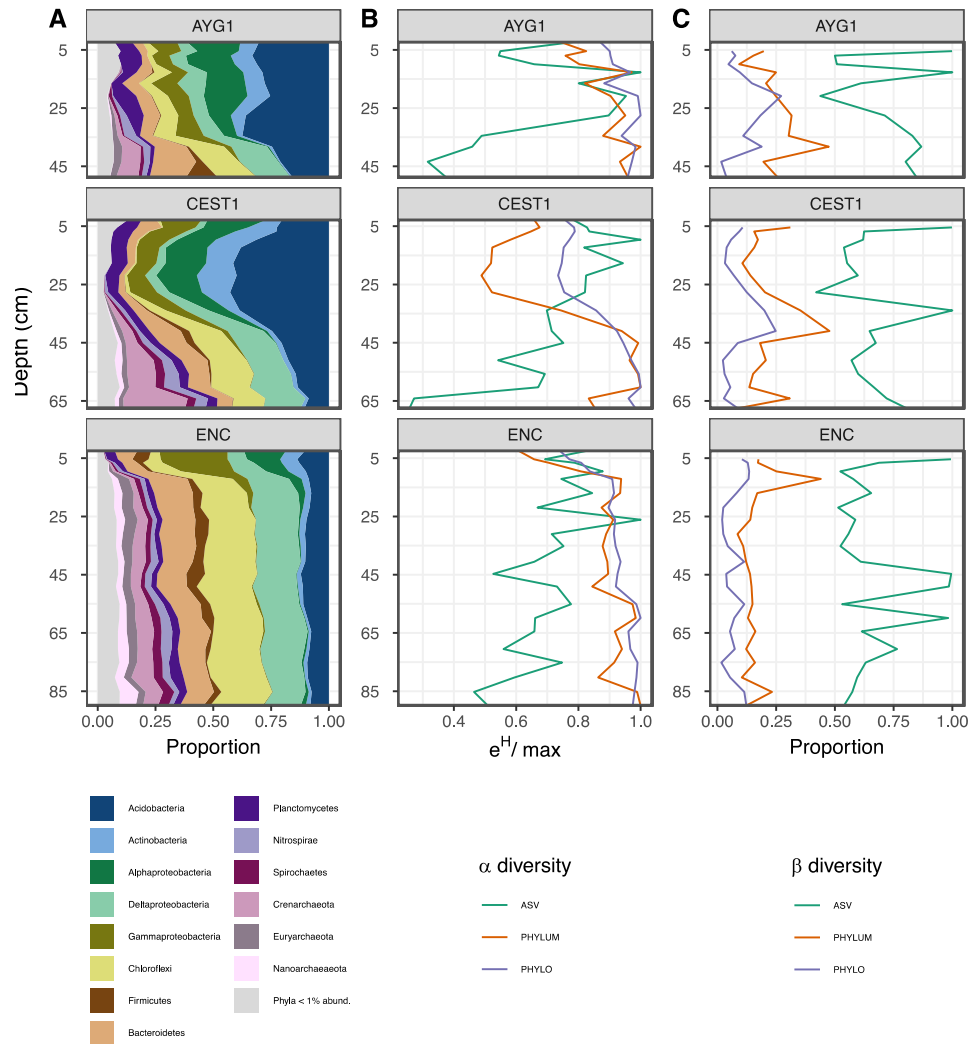 A B C
AYG1 AYG1 AYG1
5 5 5
25 25 25
45 45 45
CEST1 CEST1 CEST1
5 5 5
25 25 25
45 45 45
65 65 65
Depth (cm)
ENC ENC ENC
5 5 5
25 25 25
45 45 45
65 65 65
85 85 85
0.00 0.25 0.50 0.75 1.00 0.4 0.6 0.8 1.0 0.00 0.25 0.50 0.75 1.00
Proportion e^H/ max Proportion
Acidobacteria Planctomycetes
Actinobacteria Nitrospirae
Alphaproteobacteria Spirochaetes
Deltaproteobacteria Crenarchaeota
Gammaproteobacteria Euryarchaeota
Chloroflexi Nanoarchaeaeota
Firmicutes Phyla < 1% abund.
Bacteroidetes
α diversity
ASV
PHYLUM
PHYLO
β diversity
ASV
PHYLUM
PHYLO